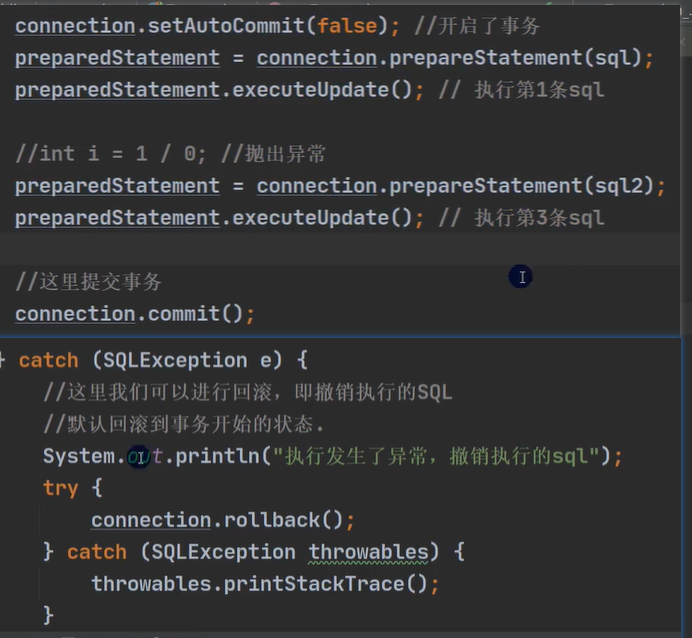 connection.setAutoCommit(false); //开启了事务
preparedStatement = connection.prepareStatement(sql);
preparedStatement.executeUpdate(); // 执行第1条sql
//int i = 1 / 0; //抛出异常
preparedStatement = connection.prepareStatement(sql2);
preparedStatement.executeUpdate(); // 执行第3条sql
//这里提交事务
connection.commit();
} catch (SQLException e) {
//这里我们可以进行回滚，即撤销执行的SQL
//默认回滚到事务开始的状态.
System.out.println("执行发生了异常，撤销执行的sql");
try {
connection.rollback();
} catch (SQLException throwables) {
throwables.printStackTrace();
}